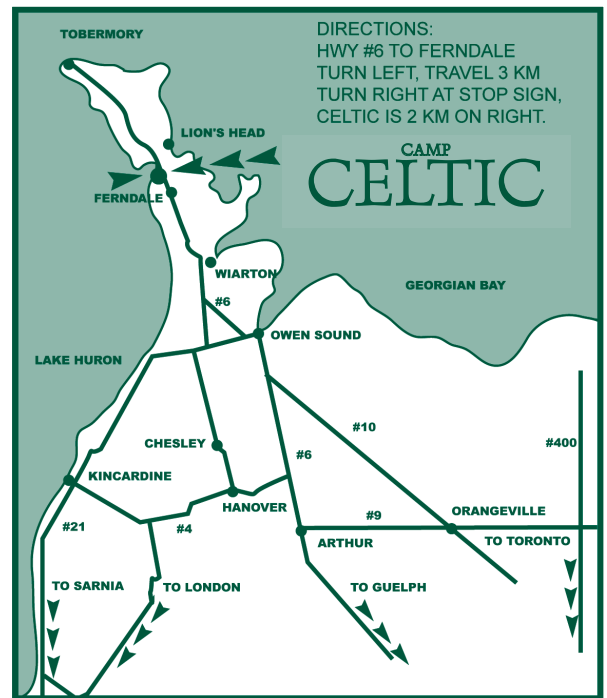 DIRECTIONS:
HWY #6 TO FERNDALE
TURN LEFT, TRAVEL 3 KM
TURN RIGHT AT STOP SIGN,
CELTIC IS 2 KM ON RIGHT.
TOBERMORY
LION'S HEAD
CAMP
CELTIC
FERNDALE
WIARTON
GEORGIAN BAY
#6
OWEN SOUND
LAKE HURON
#10
CHESLEY
#400
#6
KINCARDINE
HANOVER
ORANGEVILLE
#21
#4
#9
ARTHUR
TO TORONTO
TO SARNIA
TO LONDON
TO GUELPH